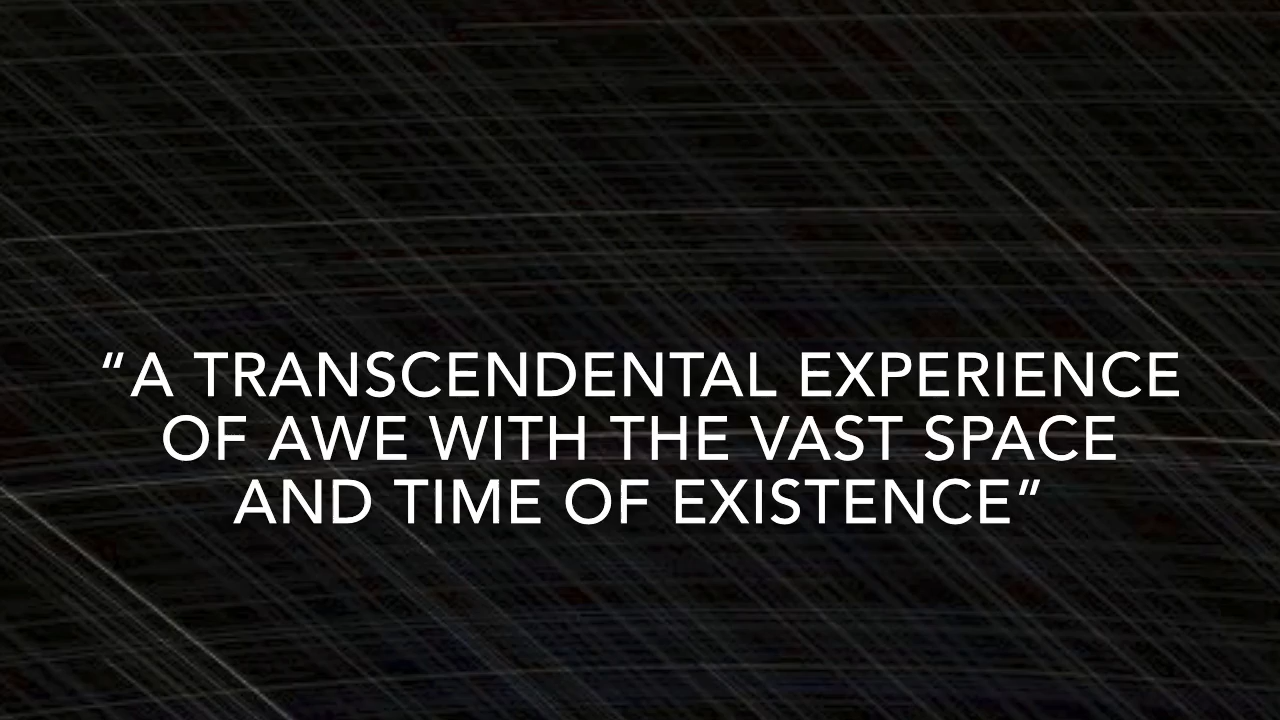 “A TRANSCENDENTAL EXPERIENCE
OF AWE WITH THE VAST SPACE
AND TIME OF EXISTENCE”